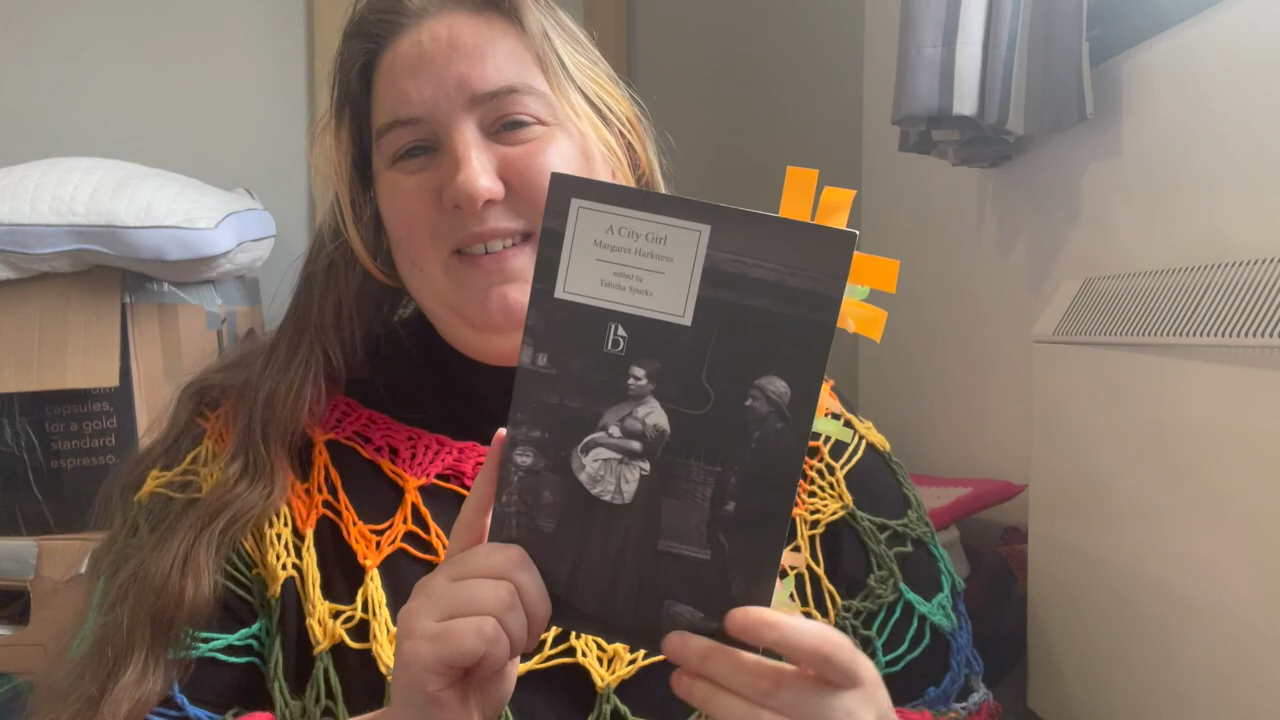 A City Girl
Margaret Harkness
edited by
Tabitha Sparks
b
capsules,
for a gold
standard
espresso.